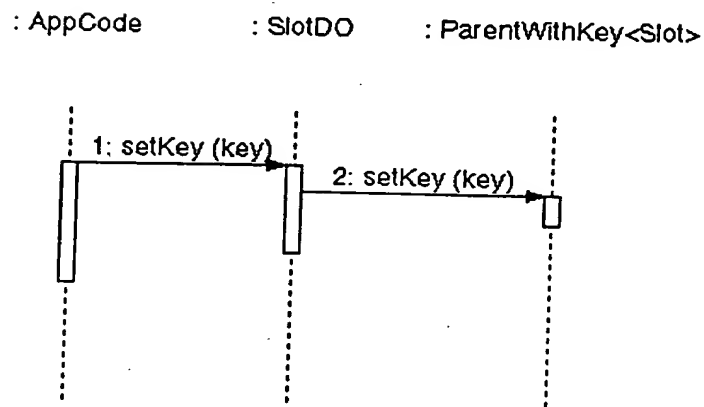 : AppCode : SlotDO : ParentWithKey<Slot>
1: setKey (key)
2: setKey (key)